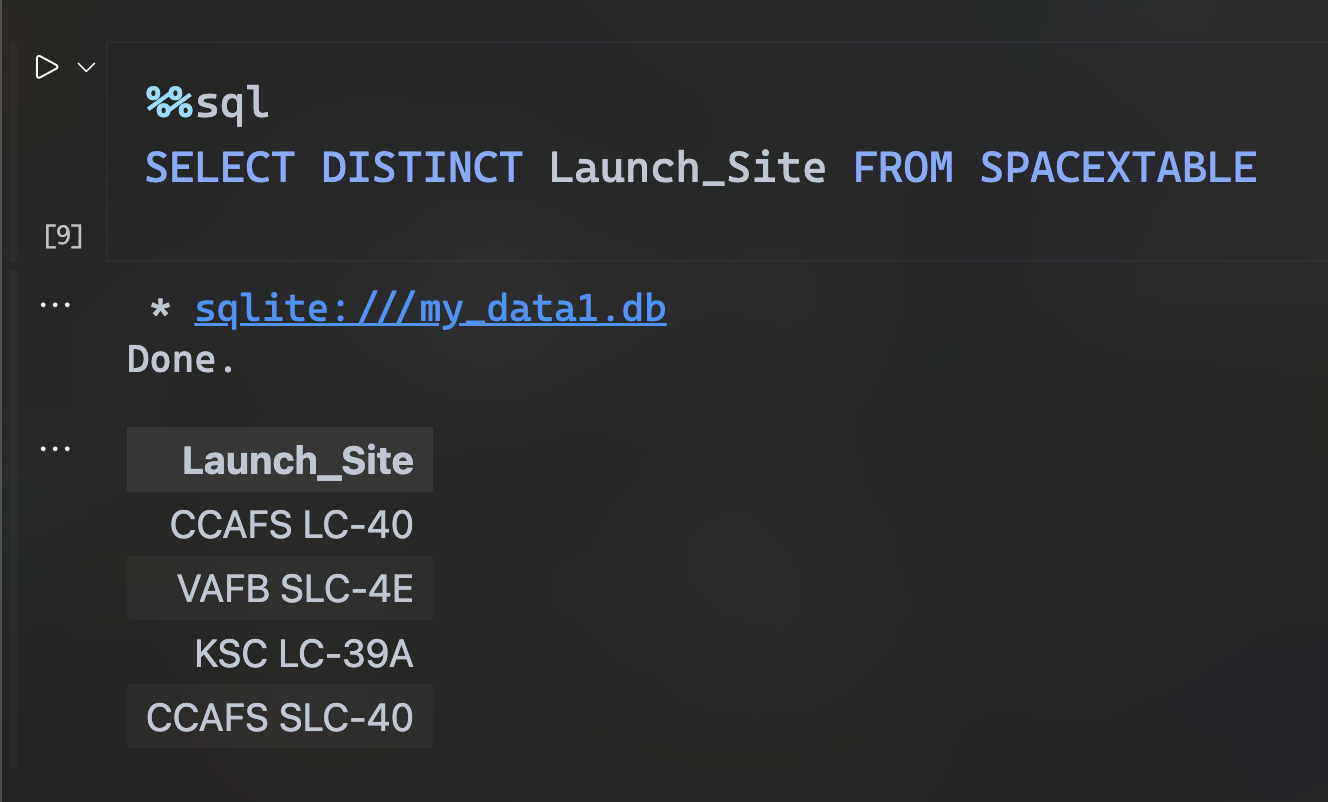 %%sql
SELECT DISTINCT Launch_Site FROM SPACEXTABLE
[9]
... * sqlite:///my_data1.db
Done.
...
Launch_Site
CCAFS LC-40
VAFB SLC-4E
KSC LC-39A
CCAFS SLC-40